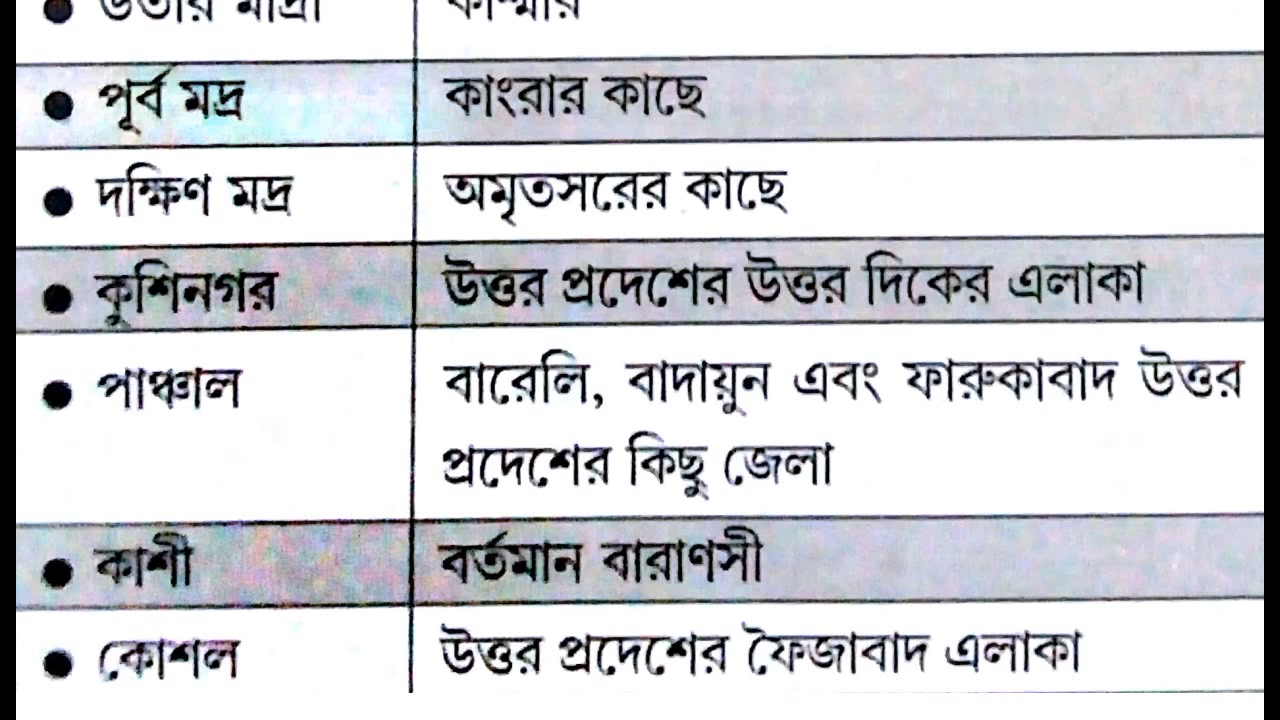 ● পূর্ব মদ্র কাংরার কাছে
● দক্ষিণ মদ্র অমৃতসরের কাছে
● কুশিনগর উত্তর প্রদেশের উত্তর দিকের এলাকা
● পাঞ্চাল বারেলি, বাদায়ুন এবং ফারুকাবাদ উত্তর
প্রদেশের কিছু জেলা
● কাশী বর্তমান বারাণসী
● কোশল উত্তর প্রদেশের ফৈজাবাদ এলাকা